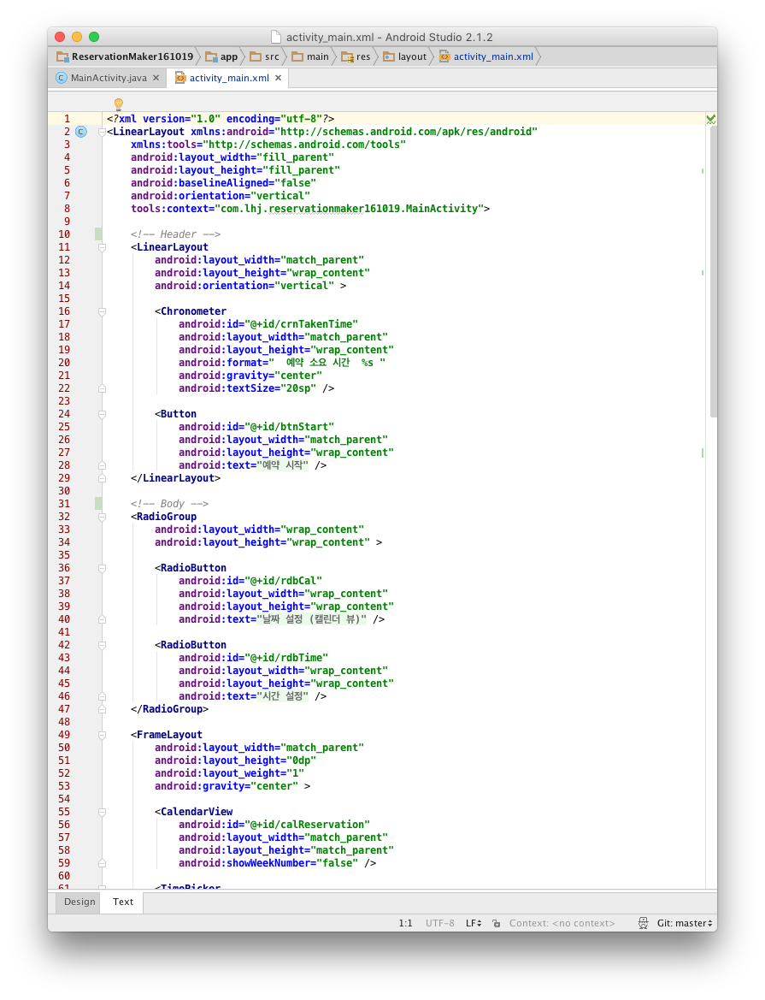 activity_main.xml - Android Studio 2.1.2
ReservationMaker161019 app src main res layout activity_main.xml
MainActivity.java activity_main.xml
1 <?xml version="1.0" encoding="utf-8"?>
2 <LinearLayout xmlns:android="http://schemas.android.com/apk/res/android"
3 xmlns:tools="http://schemas.android.com/tools"
4 android:layout_width="fill_parent"
5 android:layout_height="fill_parent"
6 android:baselineAligned="false"
7 android:orientation="vertical"
8 tools:context="com.lhj.reservationmaker161019.MainActivity">
9
10 <!-- Header -->
11 <LinearLayout
12 android:layout_width="match_parent"
13 android:layout_height="wrap_content"
14 android:orientation="vertical" >
15
16 <Chronometer
17 android:id="@+id/crnTakenTime"
18 android:layout_width="match_parent"
19 android:layout_height="wrap_content"
20 android:format="  예약 소요 시간  %s "
21 android:gravity="center"
22 android:textSize="20sp" />
23
24 <Button
25 android:id="@+id/btnStart"
26 android:layout_width="match_parent"
27 android:layout_height="wrap_content"
28 android:text="예약 시작" />
29 </LinearLayout>
30
31 <!-- Body -->
32 <RadioGroup
33 android:layout_width="wrap_content"
34 android:layout_height="wrap_content" >
35
36 <RadioButton
37 android:id="@+id/rdbCal"
38 android:layout_width="wrap_content"
39 android:layout_height="wrap_content"
40 android:text="날짜 설정 (캘린더 뷰)" />
41
42 <RadioButton
43 android:id="@+id/rdbTime"
44 android:layout_width="wrap_content"
45 android:layout_height="wrap_content"
46 android:text="시간 설정" />
47 </RadioGroup>
48
49 <FrameLayout
50 android:layout_width="match_parent"
51 android:layout_height="0dp"
52 android:layout_weight="1"
53 android:gravity="center" >
54
55 <CalendarView
56 android:id="@+id/calReservation"
57 android:layout_width="match_parent"
58 android:layout_height="match_parent"
59 android:showWeekNumber="false" />
60
61 <TimePicker
Design Text
1:1 UTF-8 LF Context: <no context> Git: master